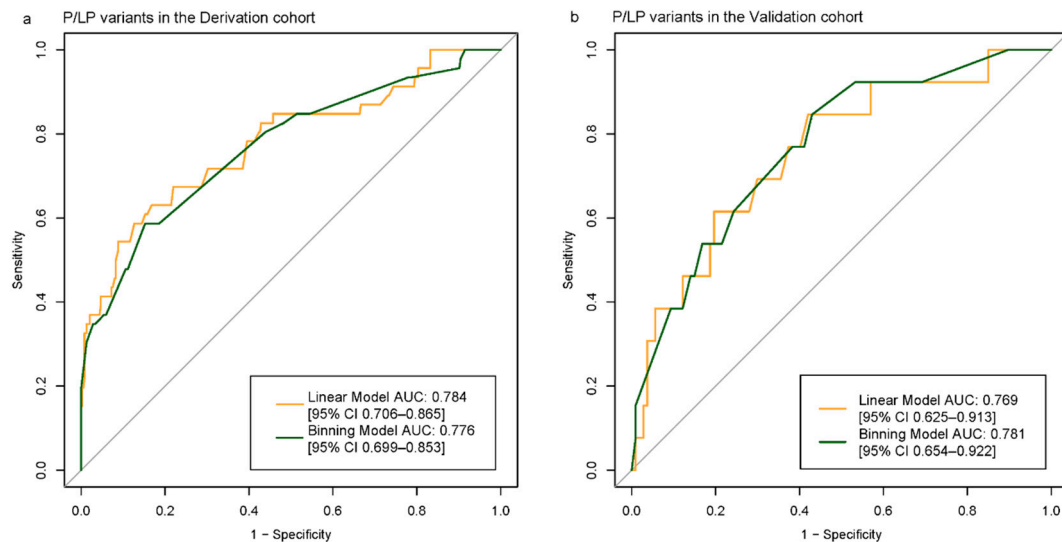 a P/LP variants in the Derivation cohort
1.0
0.8
0.6
0.4
0.2
0.0
Sensitivity
Linear Model AUC: 0.784
[95% CI 0.706–0.865]
Binning Model AUC: 0.776
[95% CI 0.699–0.853]
0.0 0.2 0.4 0.6 0.8 1.0
1 − Specificity
b P/LP variants in the Validation cohort
1.0
0.8
0.6
0.4
0.2
0.0
Sensitivity
Linear Model AUC: 0.769
[95% CI 0.625–0.913]
Binning Model AUC: 0.781
[95% CI 0.654–0.922]
0.0 0.2 0.4 0.6 0.8 1.0
1 − Specificity